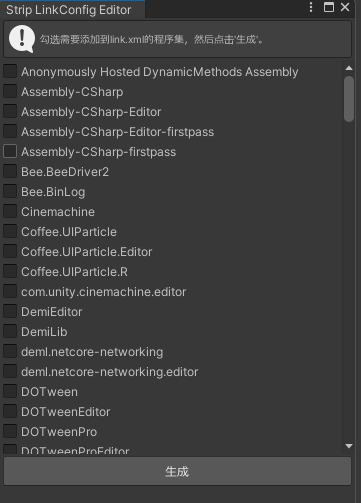 Strip LinkConfig Editor
勾选需要添加到link.xml的程序集，然后点击‘生成’。
Anonymously Hosted DynamicMethods Assembly
Assembly-CSharp
Assembly-CSharp-Editor
Assembly-CSharp-Editor-firstpass
Assembly-CSharp-firstpass
Bee.BeeDriver2
Bee.BinLog
Cinemachine
Coffee.UIParticle
Coffee.UIParticle.Editor
Coffee.UIParticle.R
com.unity.cinemachine.editor
DemiEditor
DemiLib
deml.netcore-networking
deml.netcore-networking.editor
DOTween
DOTweenEditor
DOTweenPro
DOTweenProEditor
生成